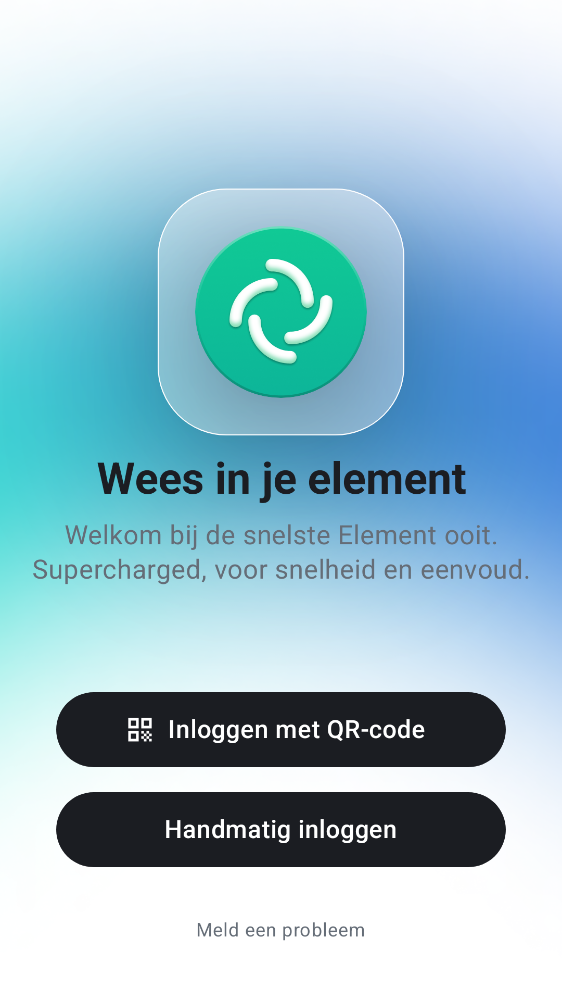 Wees in je element
Welkom bij de snelste Element ooit.
Supercharged, voor snelheid en eenvoud.
Inloggen met QR-code
Handmatig inloggen
Meld een probleem